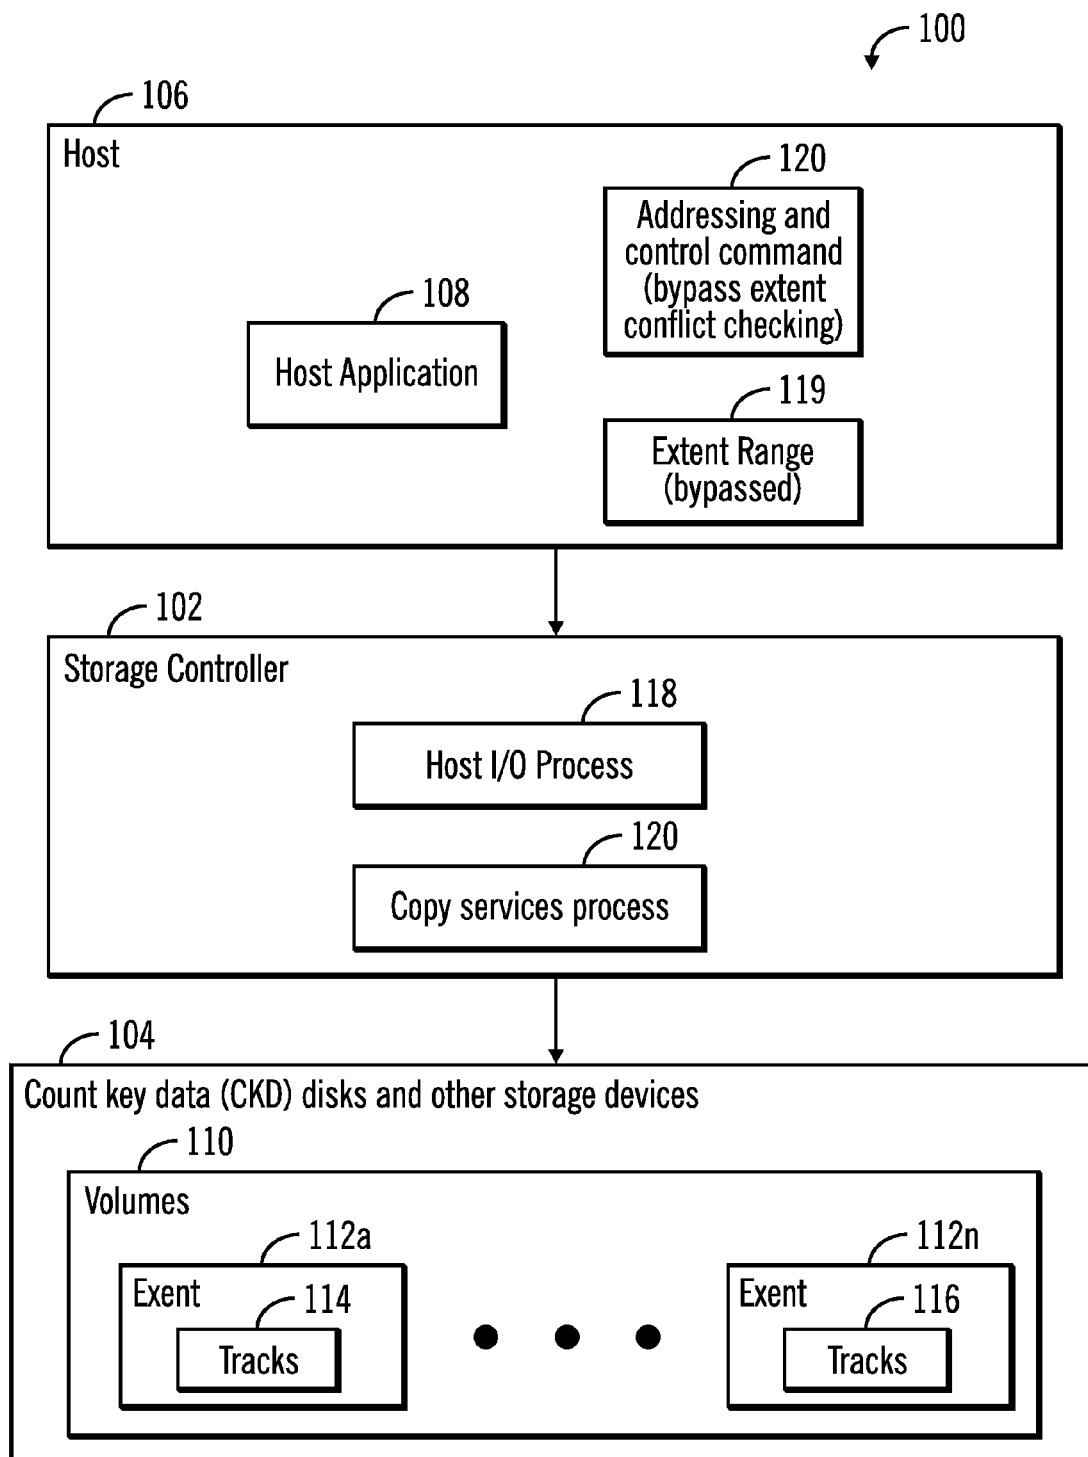 100
106
Host
120
Addressing and
control command
(bypass extent
conflict checking)
108
Host Application
119
Extent Range
(bypassed)
102
Storage Controller
118
Host I/O Process
120
Copy services process
104
Count key data (CKD) disks and other storage devices
110
Volumes
112a
Exent
114
Tracks
112n
Exent
116
Tracks